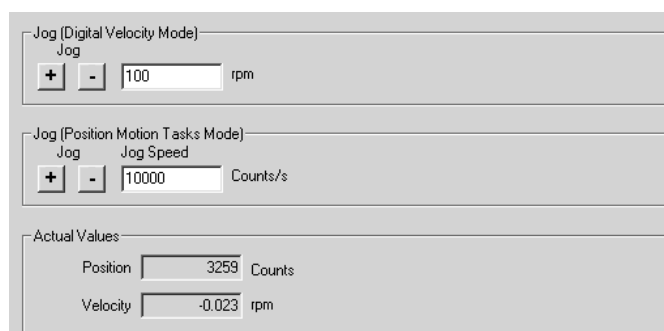 Jog (Digital Velocity Mode)
Jog
+ - 100 rpm
Jog (Position Motion Tasks Mode)
Jog Jog Speed
+ - 10000 Counts/s
Actual Values
Position 3259 Counts
Velocity -0.023 rpm